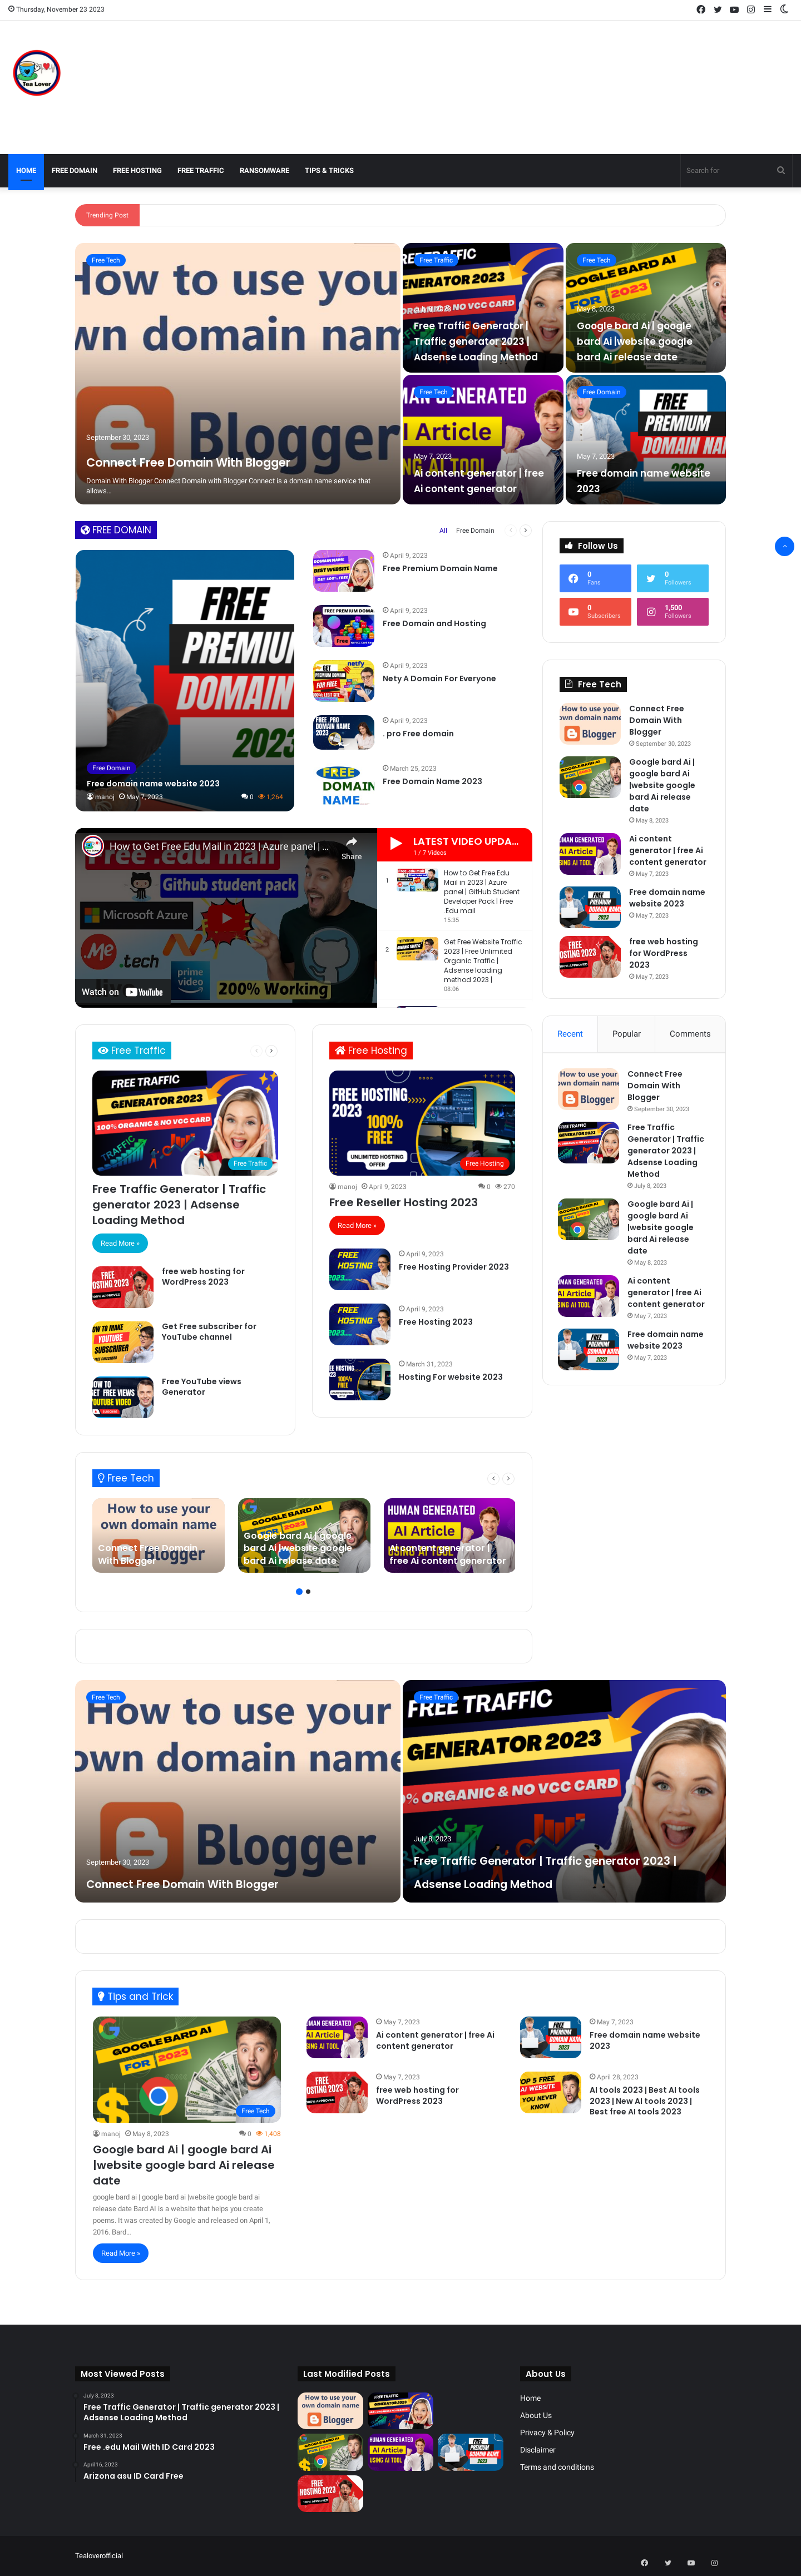 Thursday, November 23 2023
Tea Lover
HOME
FREE DOMAIN
FREE HOSTING
FREE TRAFFIC
RANSOMWARE
TIPS & TRICKS
Search for
Trending Post
Free Tech
September 30, 2023
Connect Free Domain With Blogger
Domain With Blogger Connect Domain with Blogger Connect is a domain name service that allows…
Free Traffic
July 8, 2023
Free Traffic Generator | Traffic generator 2023 | Adsense Loading Method
Free Tech
May 8, 2023
Google bard Ai | google bard Ai |website google bard Ai release date
Free Tech
May 7, 2023
Ai content generator | free Ai content generator
Free Domain
May 7, 2023
Free domain name website 2023
FREE DOMAIN
All
Free Domain
Free Domain
Free domain name website 2023
manoj
May 7, 2023
0
1,264
April 9, 2023
Free Premium Domain Name
April 9, 2023
Free Domain and Hosting
April 9, 2023
Nety A Domain For Everyone
April 9, 2023
. pro Free domain
March 25, 2023
Free Domain Name 2023
How to Get Free Edu Mail in 2023 | Azure panel | ...
Share
Watch on YouTube
LATEST VIDEO UPDA...
1 / 7 Videos
1
How to Get Free Edu Mail in 2023 | Azure panel | GitHub Student Developer Pack | Free .Edu mail
15:35
2
Get Free Website Traffic 2023 | Free Unlimited Organic Traffic | Adsense loading method 2023 |
08:06
Follow Us
0
Fans
0
Followers
0
Subscribers
1,500
Followers
Free Tech
Connect Free Domain With Blogger
September 30, 2023
Google bard Ai | google bard Ai |website google bard Ai release date
May 8, 2023
Ai content generator | free Ai content generator
May 7, 2023
Free domain name website 2023
May 7, 2023
free web hosting for WordPress 2023
May 7, 2023
Recent
Popular
Comments
Connect Free Domain With Blogger
September 30, 2023
Free Traffic Generator | Traffic generator 2023 | Adsense Loading Method
July 8, 2023
Google bard Ai | google bard Ai |website google bard Ai release date
May 8, 2023
Ai content generator | free Ai content generator
May 7, 2023
Free domain name website 2023
May 7, 2023
Free Traffic
Free Traffic
Free Traffic Generator | Traffic generator 2023 | Adsense Loading Method
Read More »
free web hosting for WordPress 2023
Get Free subscriber for YouTube channel
Free YouTube views Generator
Free Hosting
Free Hosting
manoj
April 9, 2023
0
270
Free Reseller Hosting 2023
Read More »
April 9, 2023
Free Hosting Provider 2023
April 9, 2023
Free Hosting 2023
March 31, 2023
Hosting For website 2023
Free Tech
Connect Free Domain With Blogger
Google bard Ai | google bard Ai |website google bard Ai release date
Ai content generator | free Ai content generator
Free Tech
September 30, 2023
Connect Free Domain With Blogger
Free Traffic
July 8, 2023
Free Traffic Generator | Traffic generator 2023 | Adsense Loading Method
Tips and Trick
Free Tech
manoj
May 8, 2023
0
1,408
Google bard Ai | google bard Ai |website google bard Ai release date
google bard ai | google bard ai |website google bard ai release date Bard AI is a website that helps you create poems. It was created by Google and released on April 1, 2016. Bard…
Read More »
May 7, 2023
Ai content generator | free Ai content generator
May 7, 2023
Free domain name website 2023
May 7, 2023
free web hosting for WordPress 2023
April 28, 2023
AI tools 2023 | Best AI tools 2023 | New AI tools 2023 | Best free AI tools 2023
Most Viewed Posts
July 8, 2023
Free Traffic Generator | Traffic generator 2023 | Adsense Loading Method
March 31, 2023
Free .edu Mail With ID Card 2023
April 16, 2023
Arizona asu ID Card Free
Last Modified Posts
About Us
Home
About Us
Privacy & Policy
Disclaimer
Terms and conditions
Tealoverofficial